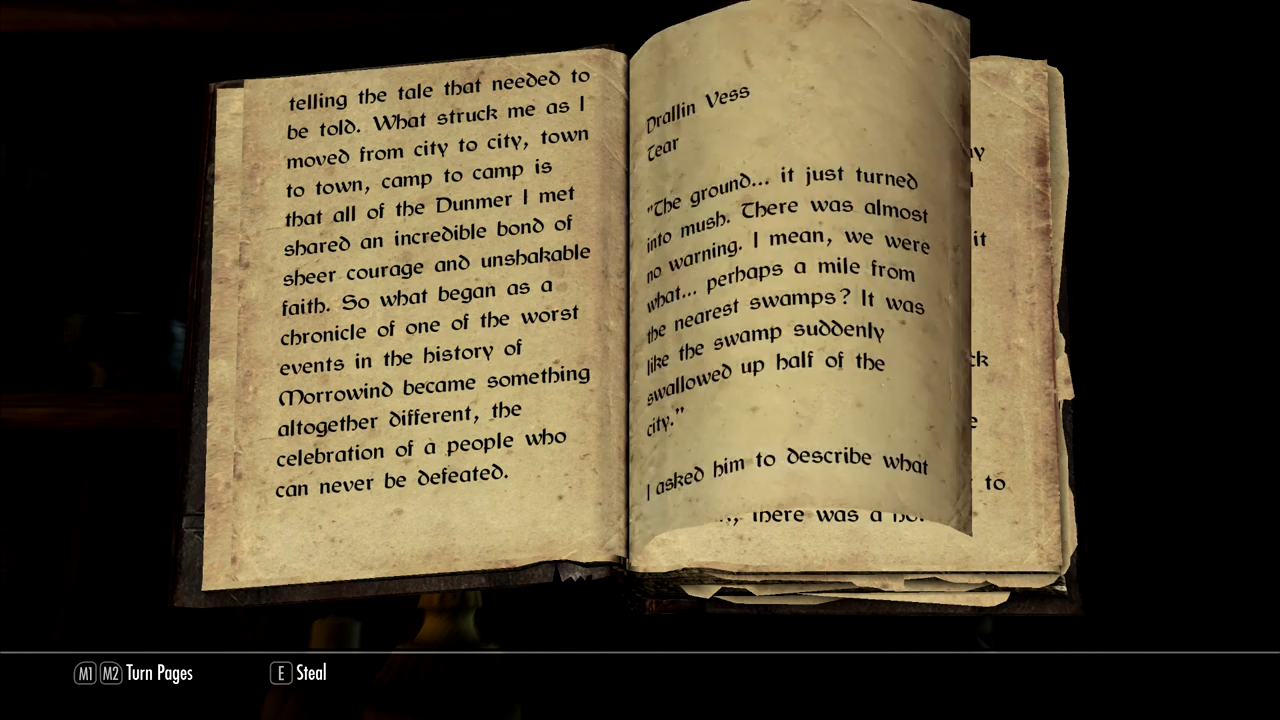 telling the tale that needed to
be told. What struck me as I
moved from city to city, town
to town, camp to camp is
that all of the Dunmer I met
shared an incredible bond of
sheer courage and unshakable
faith. So what began as a
chronicle of one of the worst
events in the history of
Morrowind became something
altogether different, the
celebration of a people who
can never be defeated.
Drallin Vess
Tear
"The ground... it just turned
into mush. There was almost
no warning. I mean, we were
what... perhaps a mile from
the nearest swamps? It was
like the swamp suddenly
swallowed up half of the
city."
I asked him to describe what
there was a
it
to
M1 M2 Turn Pages
E Steal